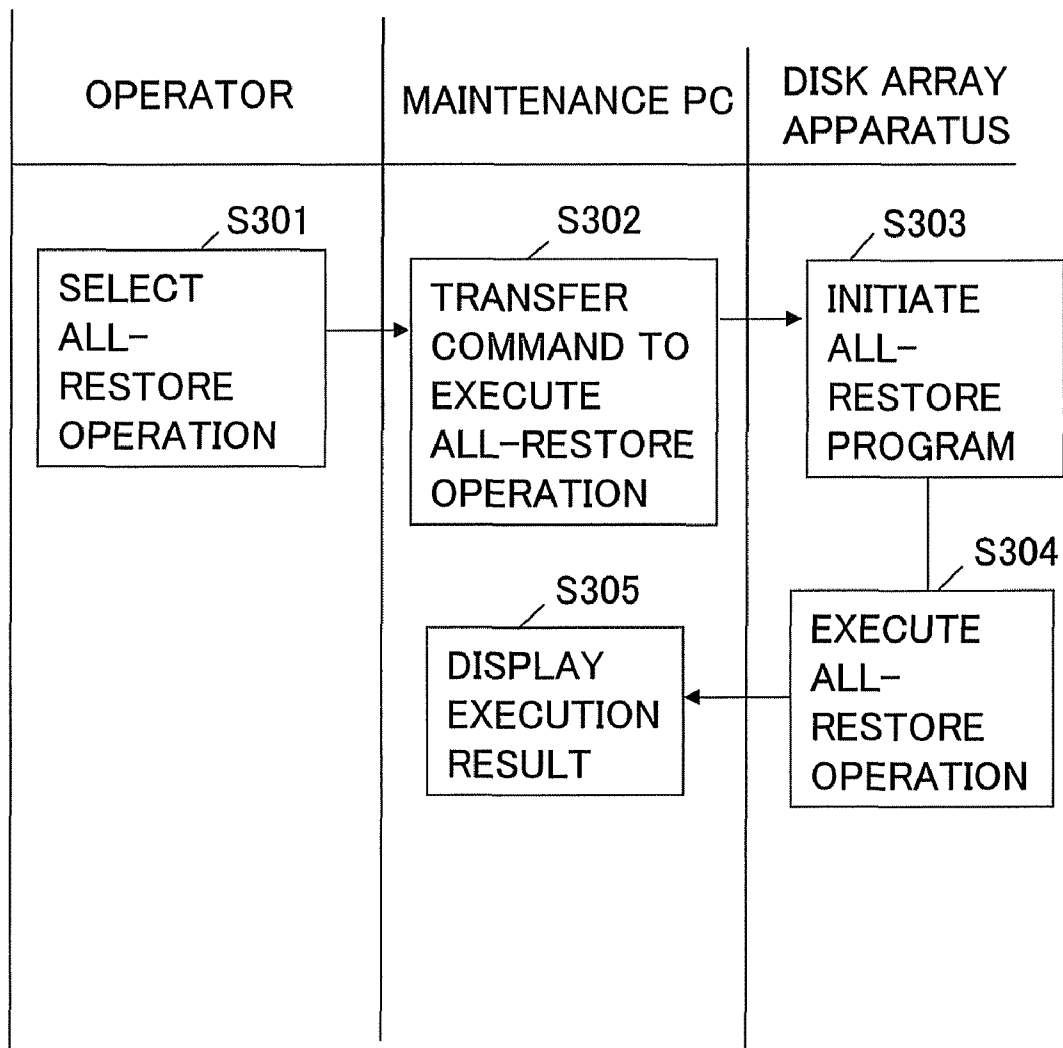 OPERATOR
MAINTENANCE PC
DISK ARRAY
APPARATUS
S301
SELECT
ALL-
RESTORE
OPERATION
S302
TRANSFER
COMMAND TO
EXECUTE
ALL-RESTORE
OPERATION
S303
INITIATE
ALL-
RESTORE
PROGRAM
S304
EXECUTE
ALL-
RESTORE
OPERATION
S305
DISPLAY
EXECUTION
RESULT